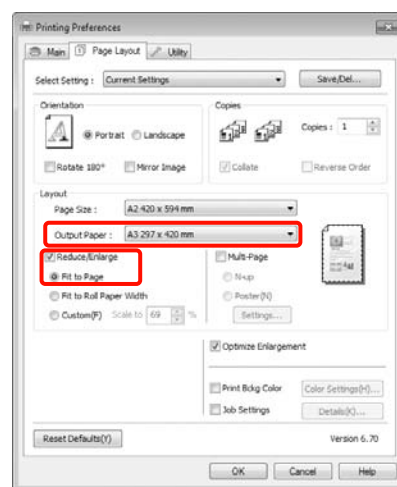 Printing Preferences
Main Page Layout Utility
Select Setting : Current Settings Save/Del...
Orientation Copies
Portrait Landscape Copies : 1
Rotate 180° Mirror Image Collate Reverse Order
Layout
Page Size : A2 420 x 594 mm
Output Paper : A3 297 x 420 mm
Reduce/Enlarge Multi-Page
Fit to Page N-up
Fit to Roll Paper Width Poster(N)
Custom(F) Scale to 69 % Settings...
Optimize Enlargement
Print Bckg Color Color Settings(H)...
Job Settings Details(K)...
Reset Defaults(Y) Version 6.70
OK Cancel Help